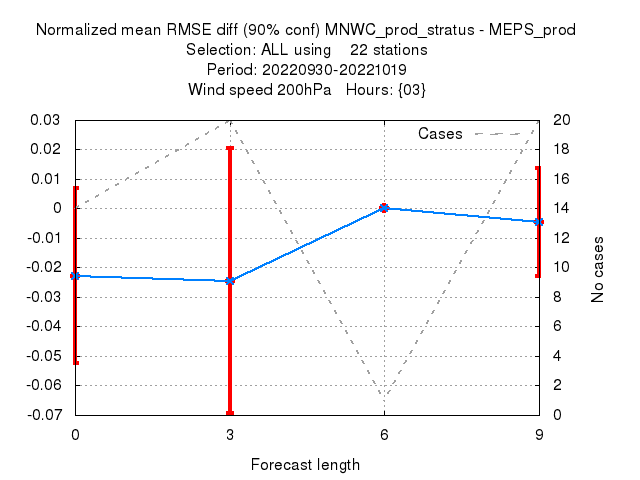 Normalized mean RMSE diff (90% conf) MNWC_prod_stratus - MEPS_prod
Selection: ALL using    22 stations
Period: 20220930-20221019
Wind speed 200hPa   Hours: {03}
Cases
0.03
0.02
0.01
0
-0.01
-0.02
-0.03
-0.04
-0.05
-0.06
-0.07
20
18
16
14
12
10
8
6
4
2
0
No cases
0 3 6 9
Forecast length